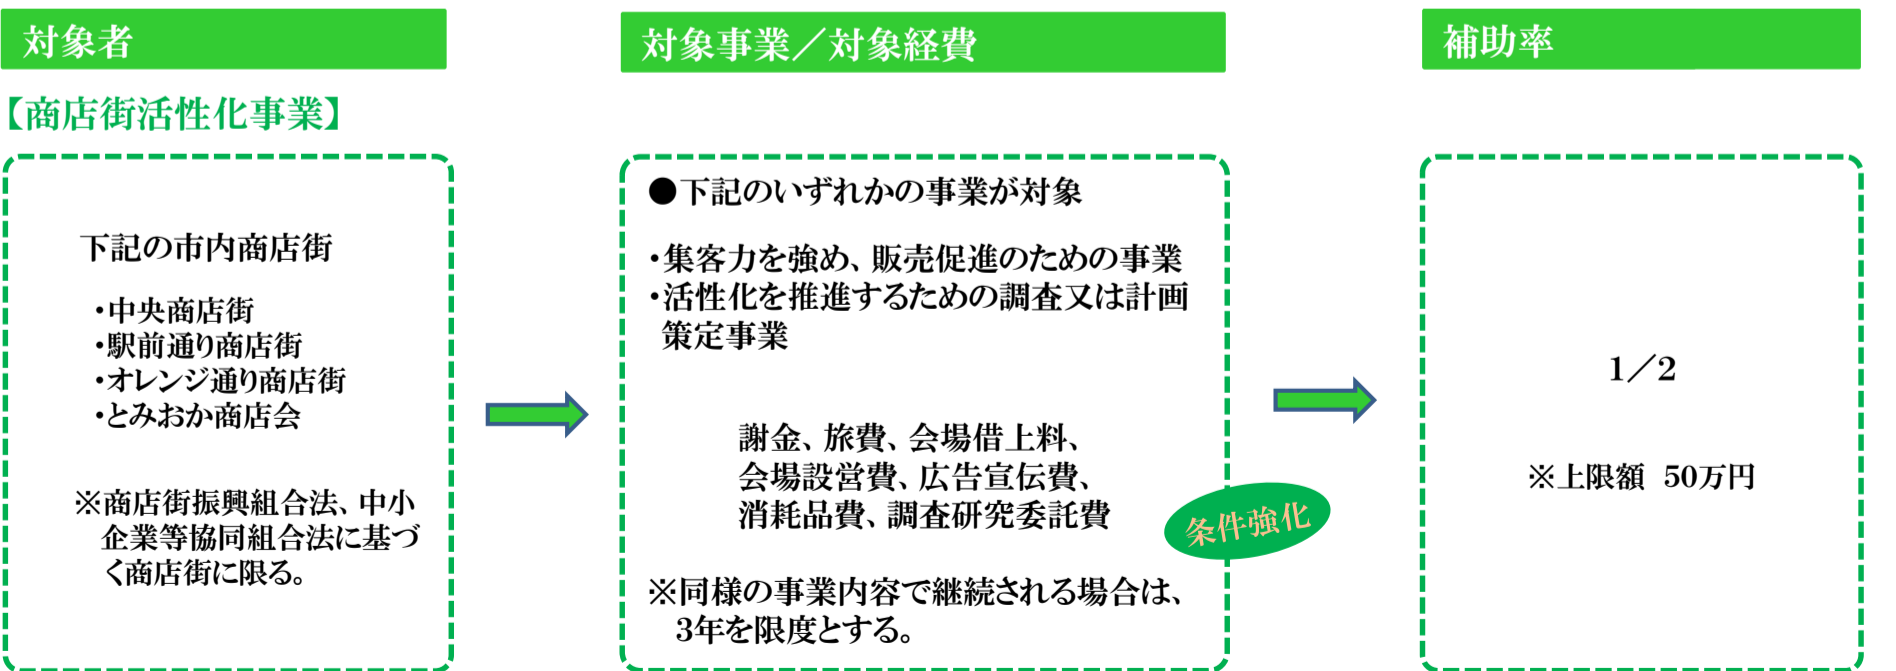 対象者
対象事業／対象経費
補助率
【商店街活性化事業】
下記の市内商店街
・中央商店街
・駅前通り商店街
・オレンジ通り商店街
・とみおか商店会
※商店街振興組合法、中小
企業等協同組合法に基づ
く商店街に限る。
●下記のいずれかの事業が対象
・集客力を強め、販売促進のための事業
・活性化を推進するための調査又は計画
策定事業
謝金、旅費、会場借上料、
会場設営費、広告宣伝費、
消耗品費、調査研究委託費
条件強化
※同様の事業内容で継続される場合は、
3年を限度とする。
1／2
※上限額 50万円